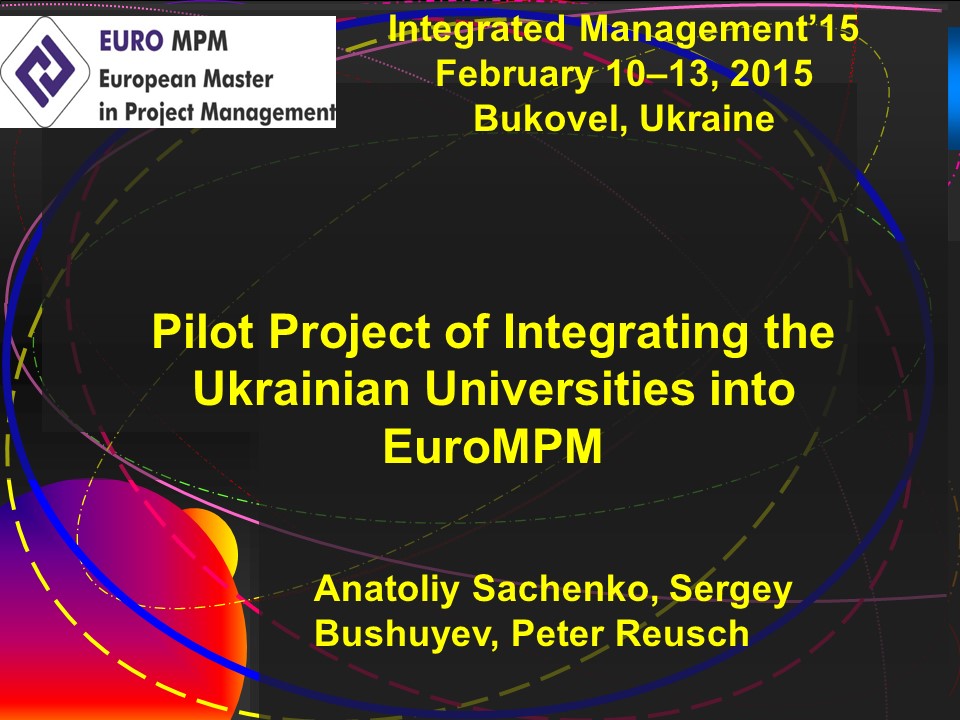 EURO MPM
European Master
in Project Management
Integrated Management’15
February 10–13, 2015
Bukovel, Ukraine
Pilot Project of Integrating the
Ukrainian Universities into
EuroMPM
Anatoliy Sachenko, Sergey
Bushuyev, Peter Reusch